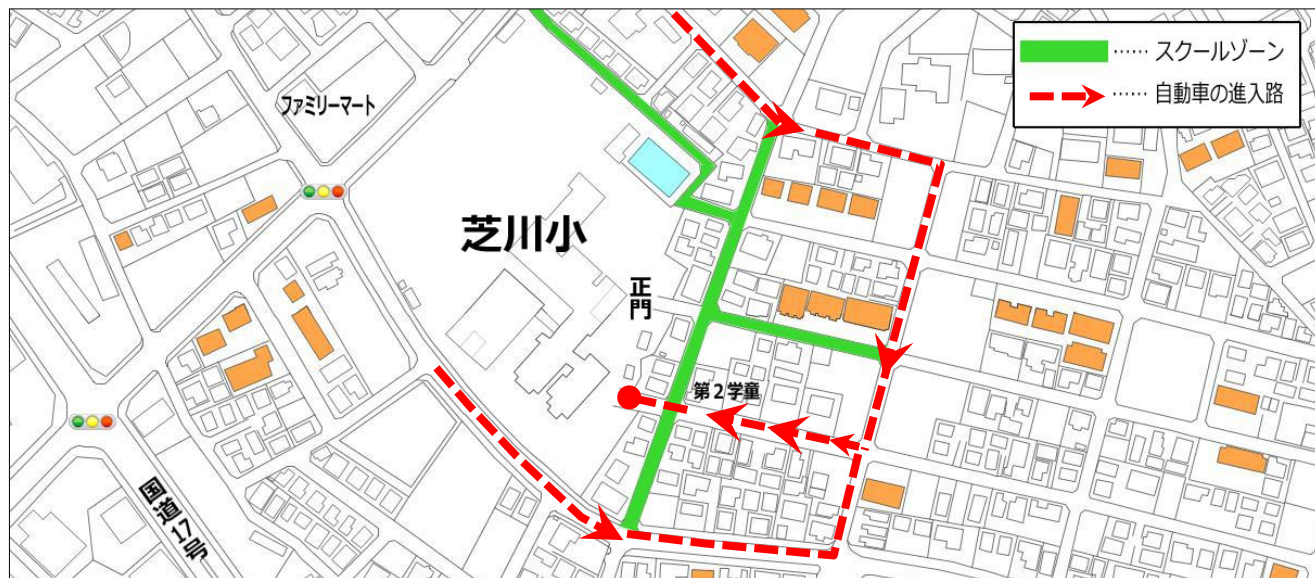 ‥‥‥ スクールゾーン
‥‥‥ 自動車の進入路
ファミリーマート
芝川小
正門
第2学童
国道17号